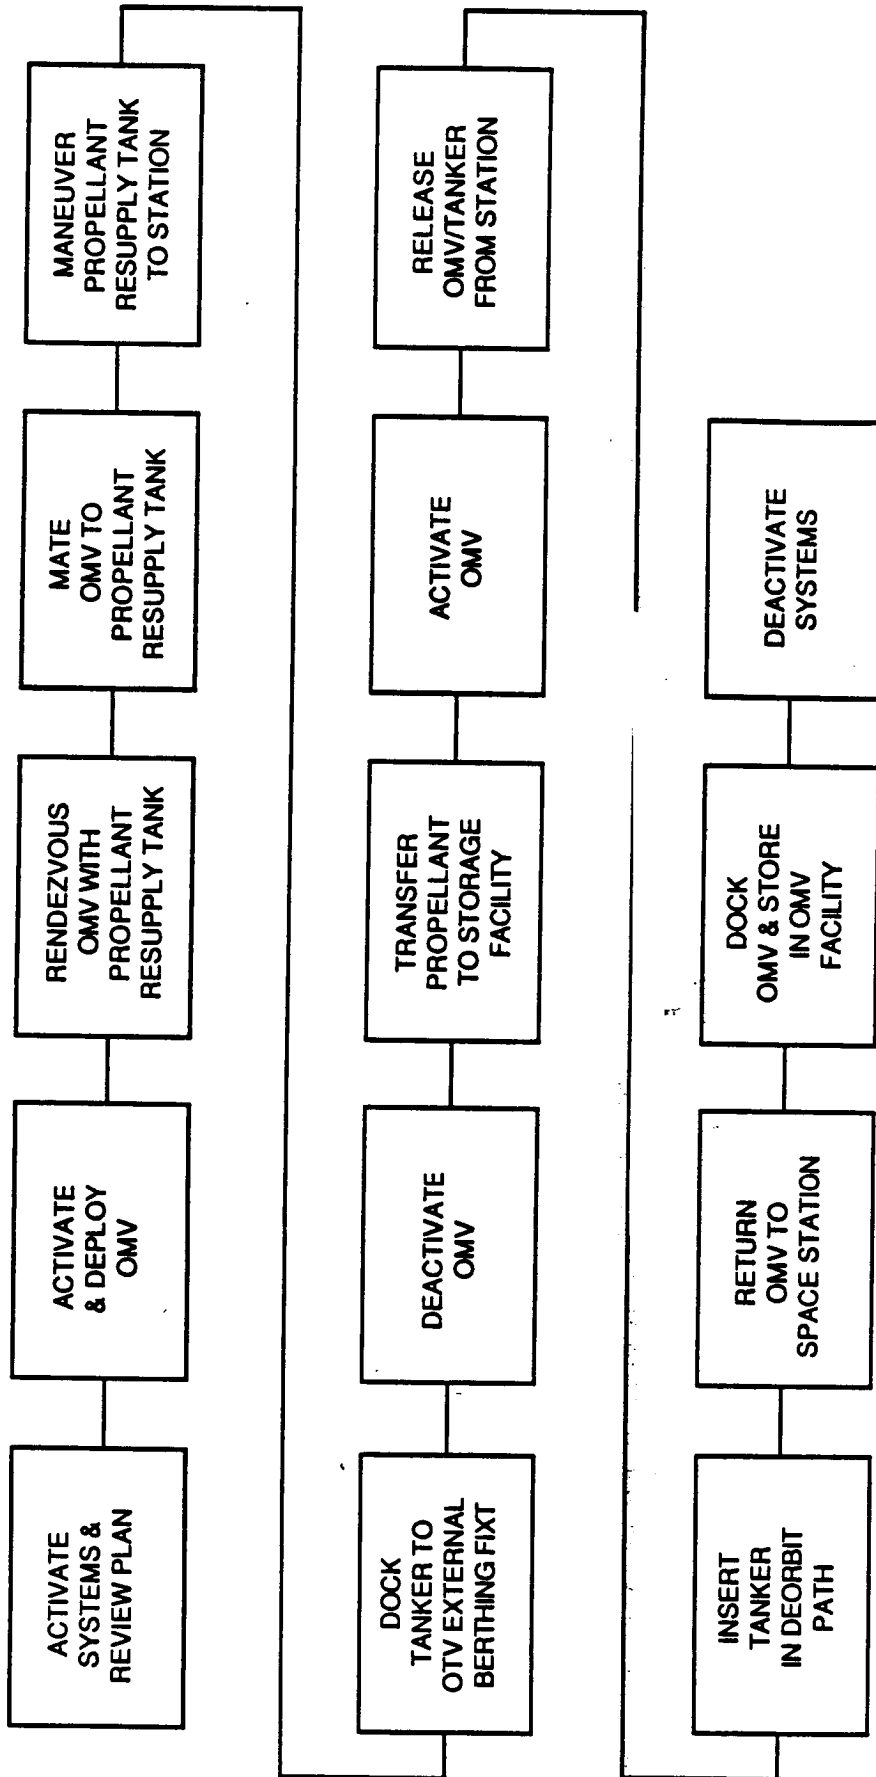 ACTIVATE
SYSTEMS &
REVIEW PLAN
ACTIVATE
& DEPLOY
OMV
RENDEZVOUS
OMV WITH
PROPELLANT
RESUPPLY TANK
MATE
OMV TO
PROPELLANT
RESUPPLY TANK
MANEUVER
PROPELLANT
RESUPPLY TANK
TO STATION
DOCK
TANKER TO
OTV EXTERNAL
BERTHING FIXT
DEACTIVATE
OMV
TRANSFER
PROPELLANT
TO STORAGE
FACILITY
ACTIVATE
OMV
RELEASE
OMV/TANKER
FROM STATION
INSERT
TANKER
IN DEORBIT
PATH
RETURN
OMV TO
SPACE STATION
DOCK
OMV & STORE
IN OMV
FACILITY
DEACTIVATE
SYSTEMS